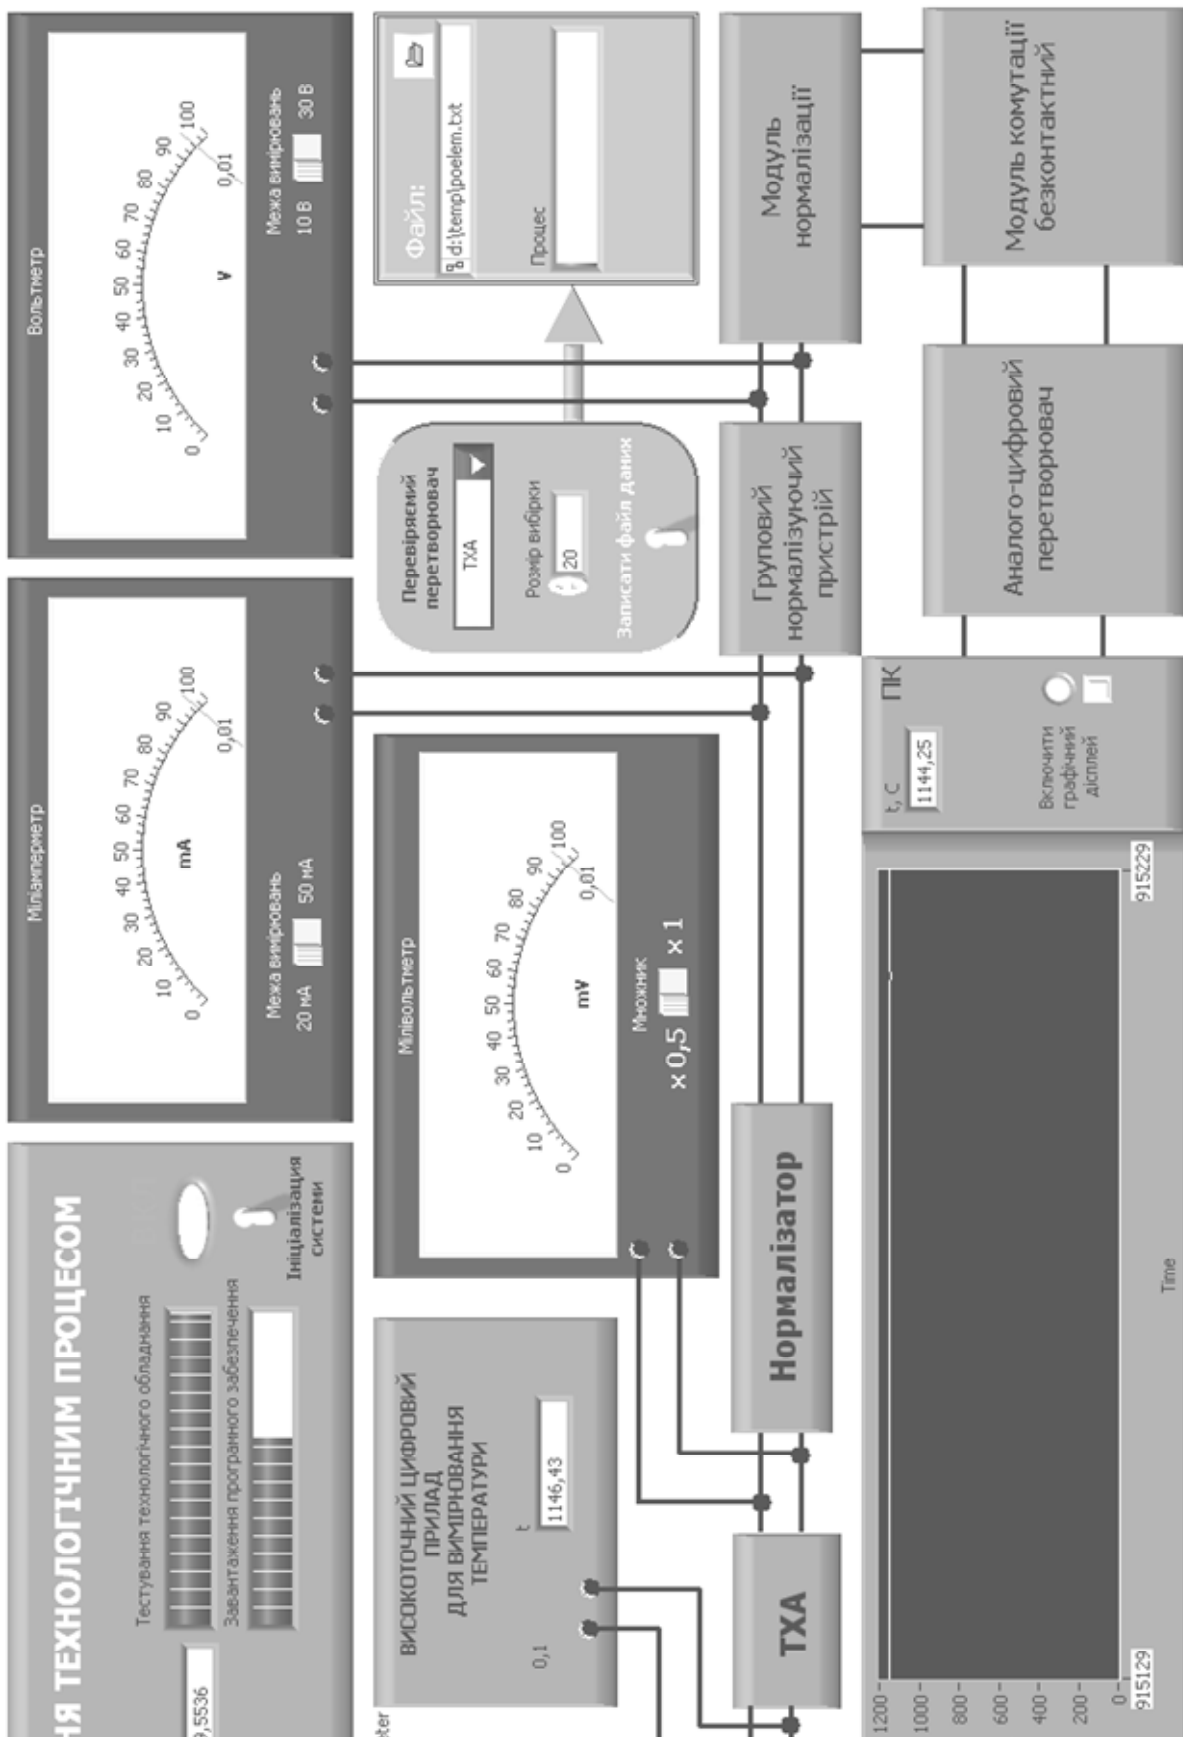 НЯ ТЕХНОЛОГІЧНИМ ПРОЦЕСОМ
Тестування технологічного обладнання
Завантаження програмного забезпечення
9,5536
Ініціалізація
системи
Міліамперметр
0 10 20 30 40 50 60 70 80 90 100
mA
0,01
Межа вимірювань
20 мА 50 мА
Вольтметр
0 10 20 30 40 50 60 70 80 90 100
V
0,01
Межа вимірювань
10 В 30 В
eter
ВИСОКОТОЧНИЙ ЦИФРОВИЙ
ПРИЛАД
ДЛЯ ВИМІРЮВАННЯ
ТЕМПЕРАТУРИ
0,1
t
1146,43
Мілівольтметр
0 10 20 30 40 50 60 70 80 90 100
mV
0,01
Множник
x 0,5 x 1
Перевіряємий
перетворювач
ТХА
Розмір вибірки
20
Записати файл даних
Файл:
d:\temp\poelem.txt
Процес
ТХА
Нормалізатор
Груповий
нормалізуючий
пристрій
Модуль
нормалізації
1200
1000
800
600
400
200
0
915129
915229
Time
t, C
ПК
1144,25
Включити
графічний
дісплей
Аналого-цифровий
перетворювач
Модуль комутації
безконтактний